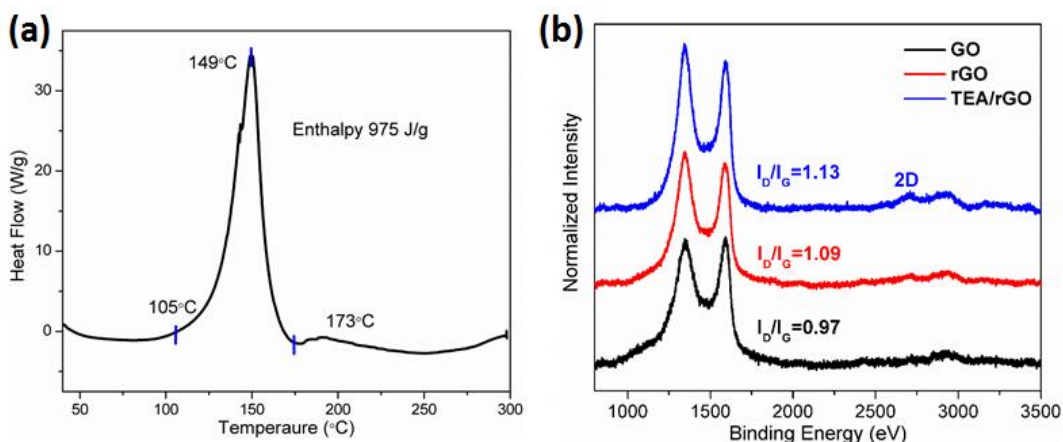 (a)
Heat Flow (W/g)
30
20
10
0
149°C
Enthalpy 975 J/g
105°C
173°C
50
100
150
200
250
300
Temperaure (°C)
(b)
Normalized Intensity
GO
rGO
TEA/rGO
I_D/I_G=1.13
2D
I_D/I_G=1.09
I_D/I_G=0.97
1000
1500
2000
2500
3000
3500
Binding Energy (eV)